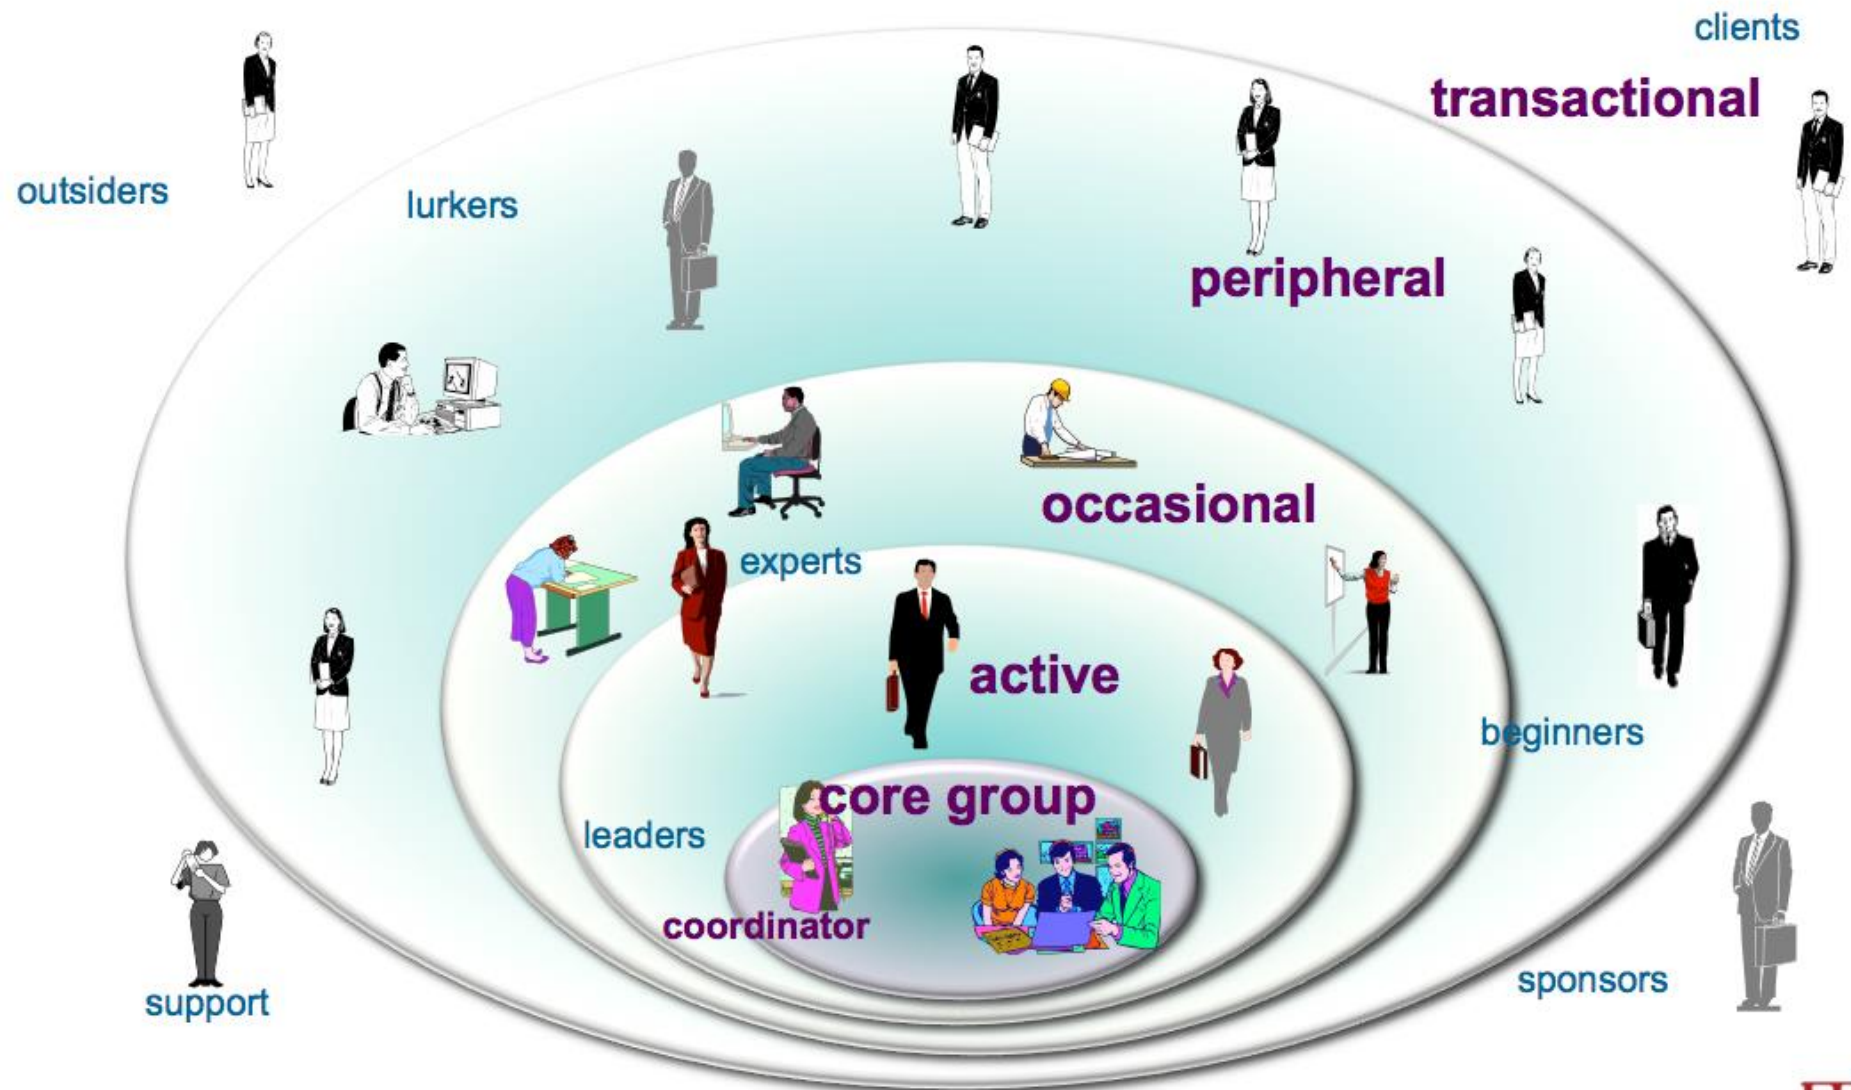 clients
transactional
outsiders
lurkers
peripheral
occasional
experts
active
beginners
core group
leaders
coordinator
sponsors
support